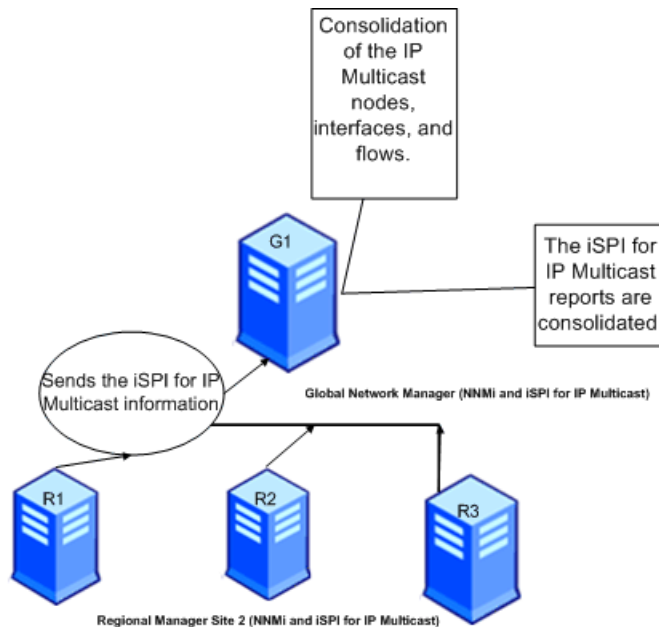 Consolidation
of the IP
Multicast
nodes,
interfaces, and
flows.
G1
The iSPI for
IP Multicast
reports are
consolidated
Sends the iSPI for IP
Multicast information
Global Network Manager (NNMi and iSPI for IP Multicast)
R1
R2
R3
Regional Manager Site 2 (NNMi and iSPI for IP Multicast)